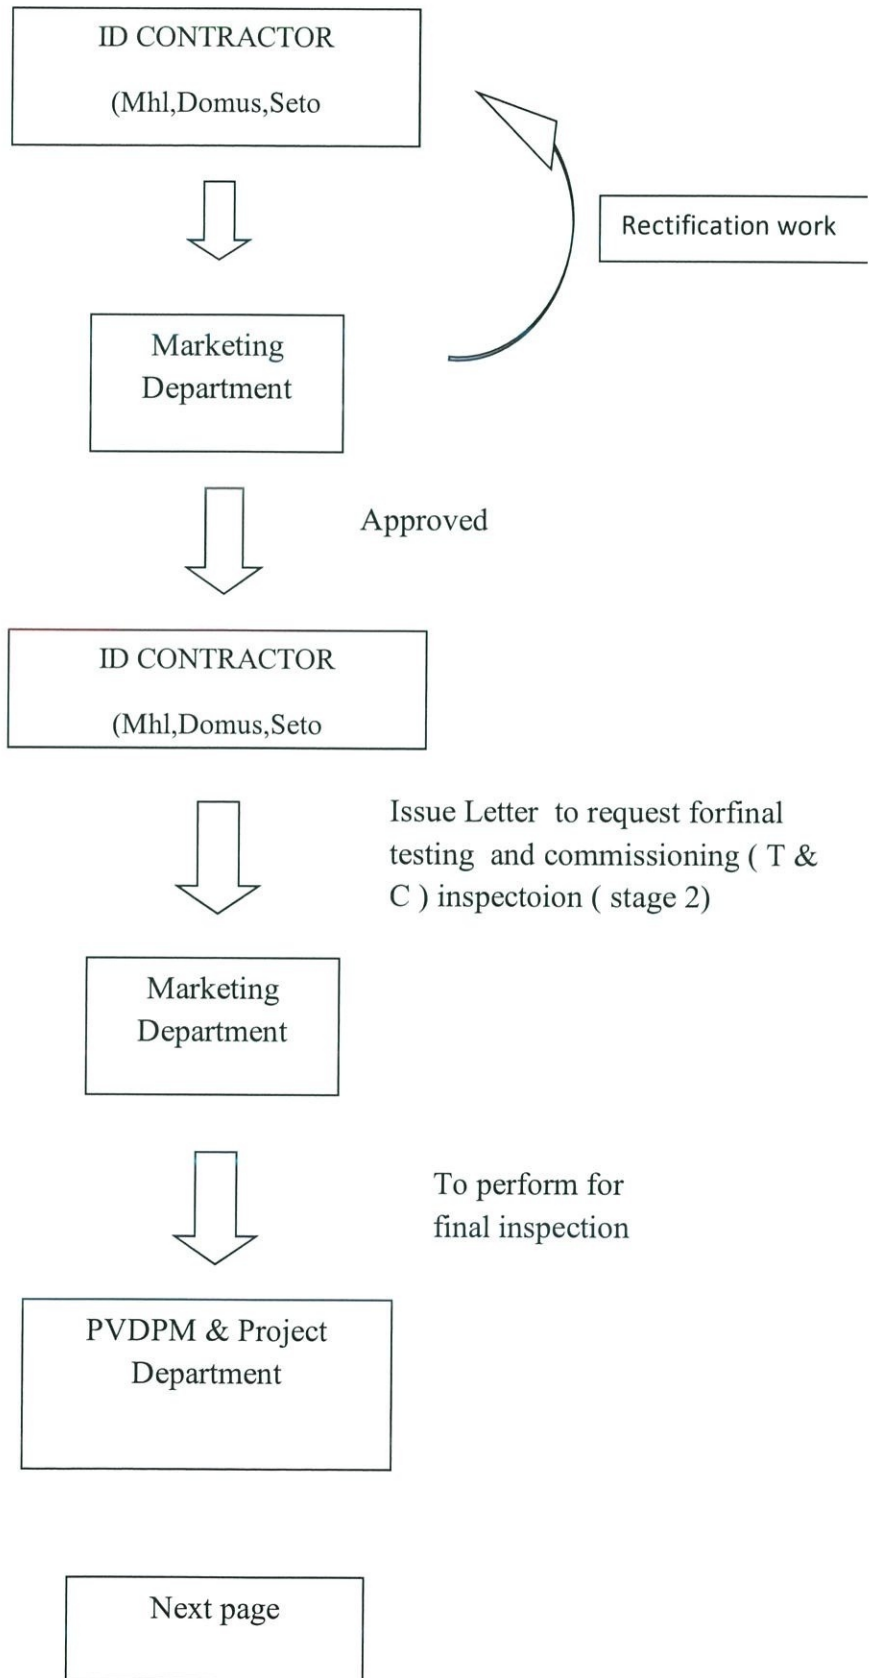 ID CONTRACTOR
(Mhl,Domus,Seto
Rectification work
Marketing
Department
Approved
ID CONTRACTOR
(Mhl,Domus,Seto
Issue Letter to request forfinal
testing and commissioning ( T &
C ) inspectoion ( stage 2)
Marketing
Department
To perform for
final inspection
PVDPM & Project
Department
Next page